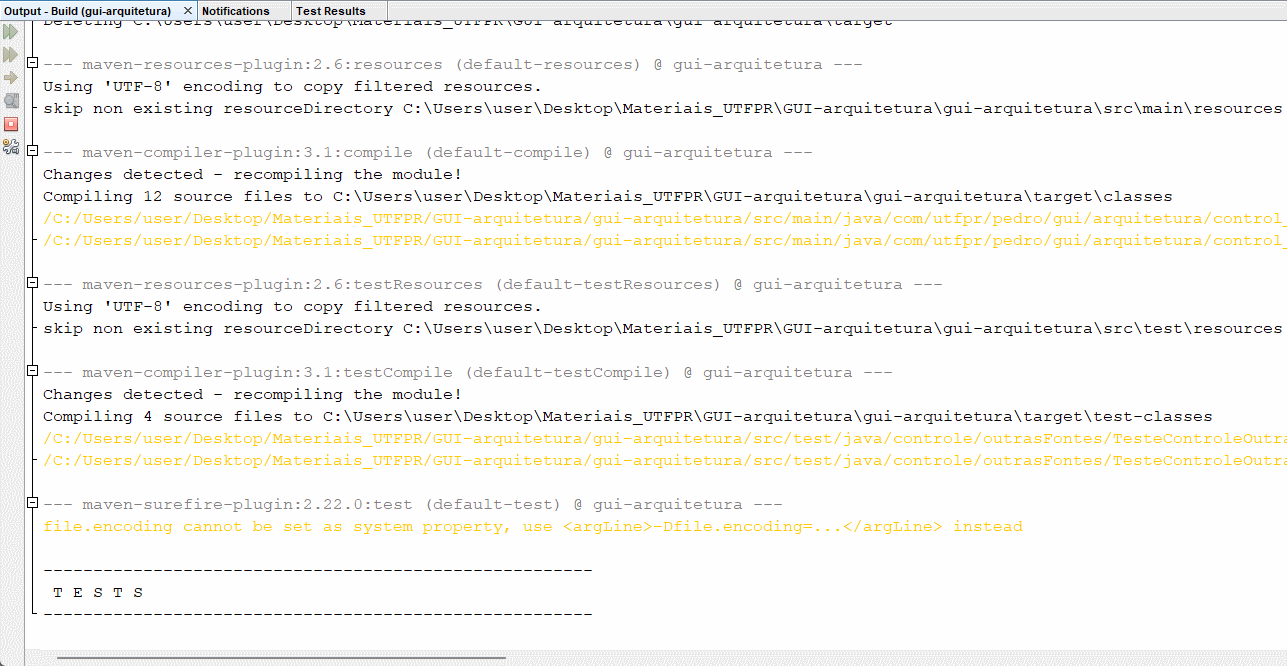 Output - Build (gui-arquitetura) × Notifications Test Results
Deleting C:\Users\user\Desktop\Materiais_UTFPR\GUI-arquitetura\gui-arquitetura\target
--- maven-resources-plugin:2.6:resources (default-resources) @ gui-arquitetura ---
Using 'UTF-8' encoding to copy filtered resources.
skip non existing resourceDirectory C:\Users\user\Desktop\Materiais_UTFPR\GUI-arquitetura\gui-arquitetura\src\main\resources
--- maven-compiler-plugin:3.1:compile (default-compile) @ gui-arquitetura ---
Changes detected - recompiling the module!
Compiling 12 source files to C:\Users\user\Desktop\Materiais_UTFPR\GUI-arquitetura\gui-arquitetura\target\classes
/C:/Users/user/Desktop/Materiais_UTFPR/GUI-arquitetura/gui-arquitetura/src/main/java/com/utfpr/pedro/gui/arquitetura/control_
/C:/Users/user/Desktop/Materiais_UTFPR/GUI-arquitetura/gui-arquitetura/src/main/java/com/utfpr/pedro/gui/arquitetura/control_
--- maven-resources-plugin:2.6:testResources (default-testResources) @ gui-arquitetura ---
Using 'UTF-8' encoding to copy filtered resources.
skip non existing resourceDirectory C:\Users\user\Desktop\Materiais_UTFPR\GUI-arquitetura\gui-arquitetura\src\test\resources
--- maven-compiler-plugin:3.1:testCompile (default-testCompile) @ gui-arquitetura ---
Changes detected - recompiling the module!
Compiling 4 source files to C:\Users\user\Desktop\Materiais_UTFPR\GUI-arquitetura\gui-arquitetura\target\test-classes
/C:/Users/user/Desktop/Materiais_UTFPR/GUI-arquitetura/gui-arquitetura/src/test/java/controle/outrasFontes/TesteControleOutra
/C:/Users/user/Desktop/Materiais_UTFPR/GUI-arquitetura/gui-arquitetura/src/test/java/controle/outrasFontes/TesteControleOutra
--- maven-surefire-plugin:2.22.0:test (default-test) @ gui-arquitetura ---
file.encoding cannot be set as system property, use <argLine>-Dfile.encoding=...</argLine> instead
-------------------------------------------------------
T E S T S
-------------------------------------------------------